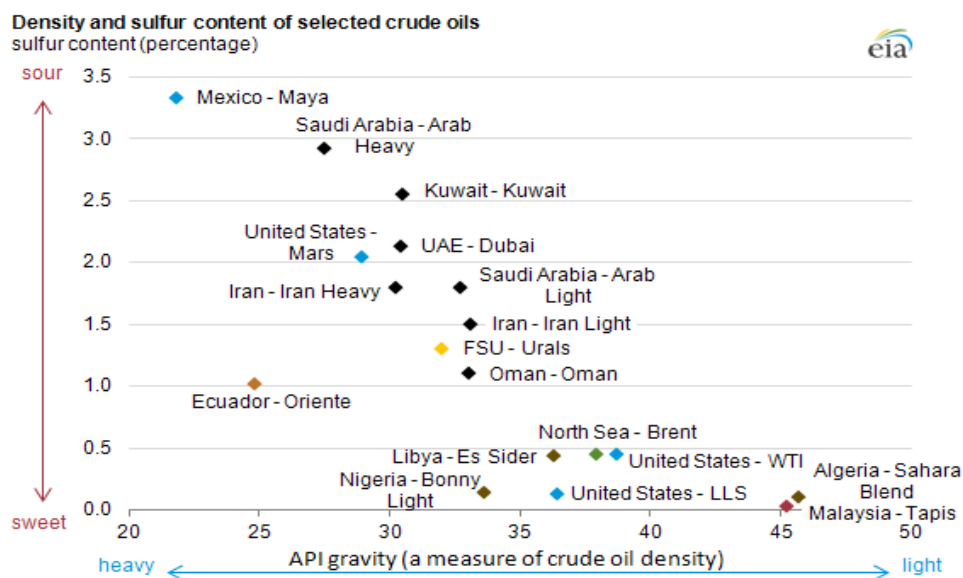 Density and sulfur content of selected crude oils
sulfur content (percentage)
eia
sour
3.5
Mexico - Maya
Saudi Arabia - Arab
Heavy
3.0
Kuwait - Kuwait
2.5
United States -
Mars
UAE - Dubai
2.0
Saudi Arabia - Arab
Light
Iran - Iran Heavy
1.5
Iran - Iran Light
FSU - Urals
Oman - Oman
1.0
Ecuador - Oriente
North Sea - Brent
0.5
Libya - Es Sider
United States - WTI
Nigeria - Bonny
Light
United States - LLS
Algeria - Sahara
Blend
Malaysia - Tapis
0.0
sweet
20
25
30
35
40
45
50
heavy
API gravity (a measure of crude oil density)
light